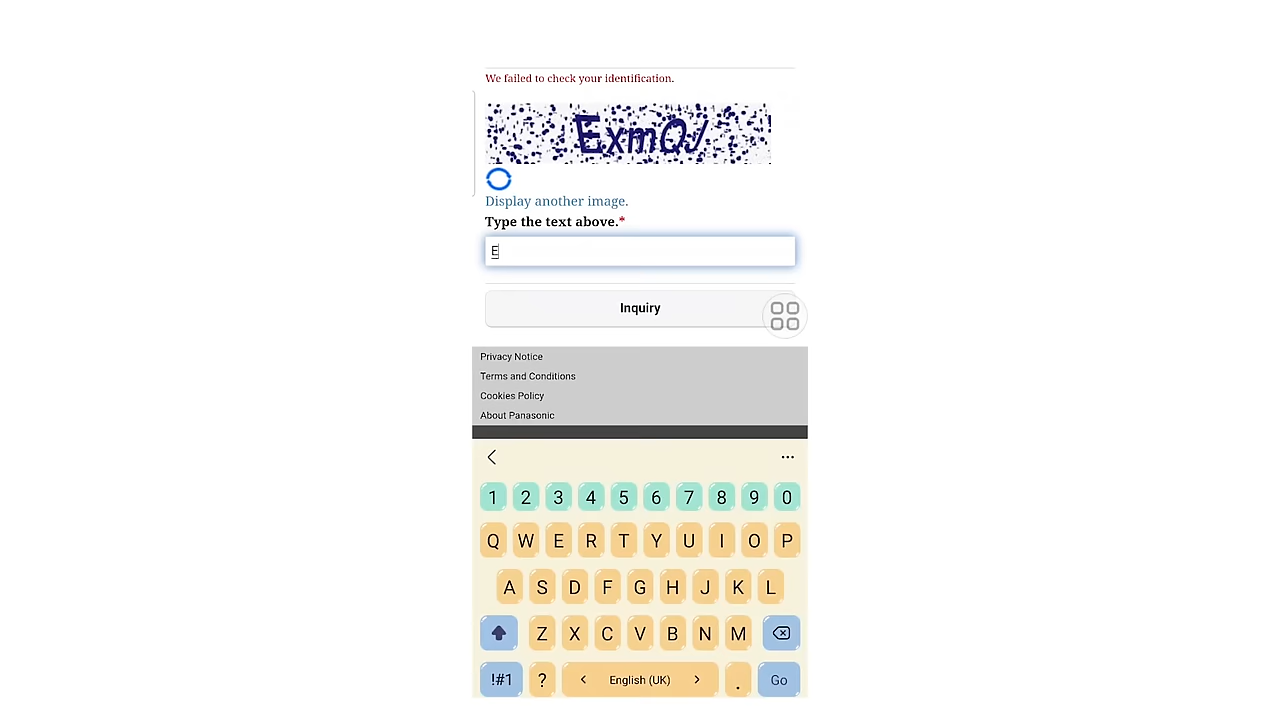 We failed to check your identification.
ExmQJ
Display another image.
Type the text above.*
E
Inquiry
Privacy Notice
Terms and Conditions
Cookies Policy
About Panasonic
1 2 3 4 5 6 7 8 9 0
Q W E R T Y U I O P
A S D F G H J K L
Z X C V B N M
!#1 ? < English (UK) > . Go